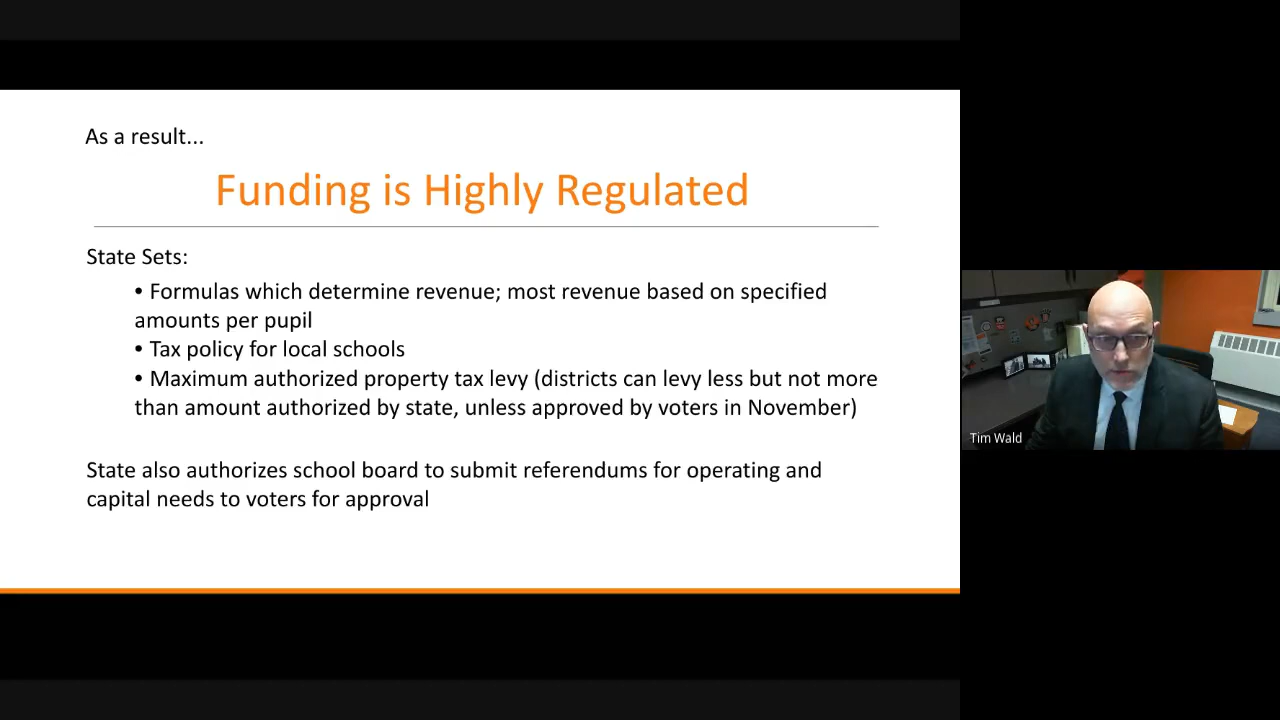 As a result...
Funding is Highly Regulated
State Sets:
• Formulas which determine revenue; most revenue based on specified
amounts per pupil
• Tax policy for local schools
• Maximum authorized property tax levy (districts can levy less but not more
than amount authorized by state, unless approved by voters in November)
State also authorizes school board to submit referendums for operating and
capital needs to voters for approval
Tim Wald